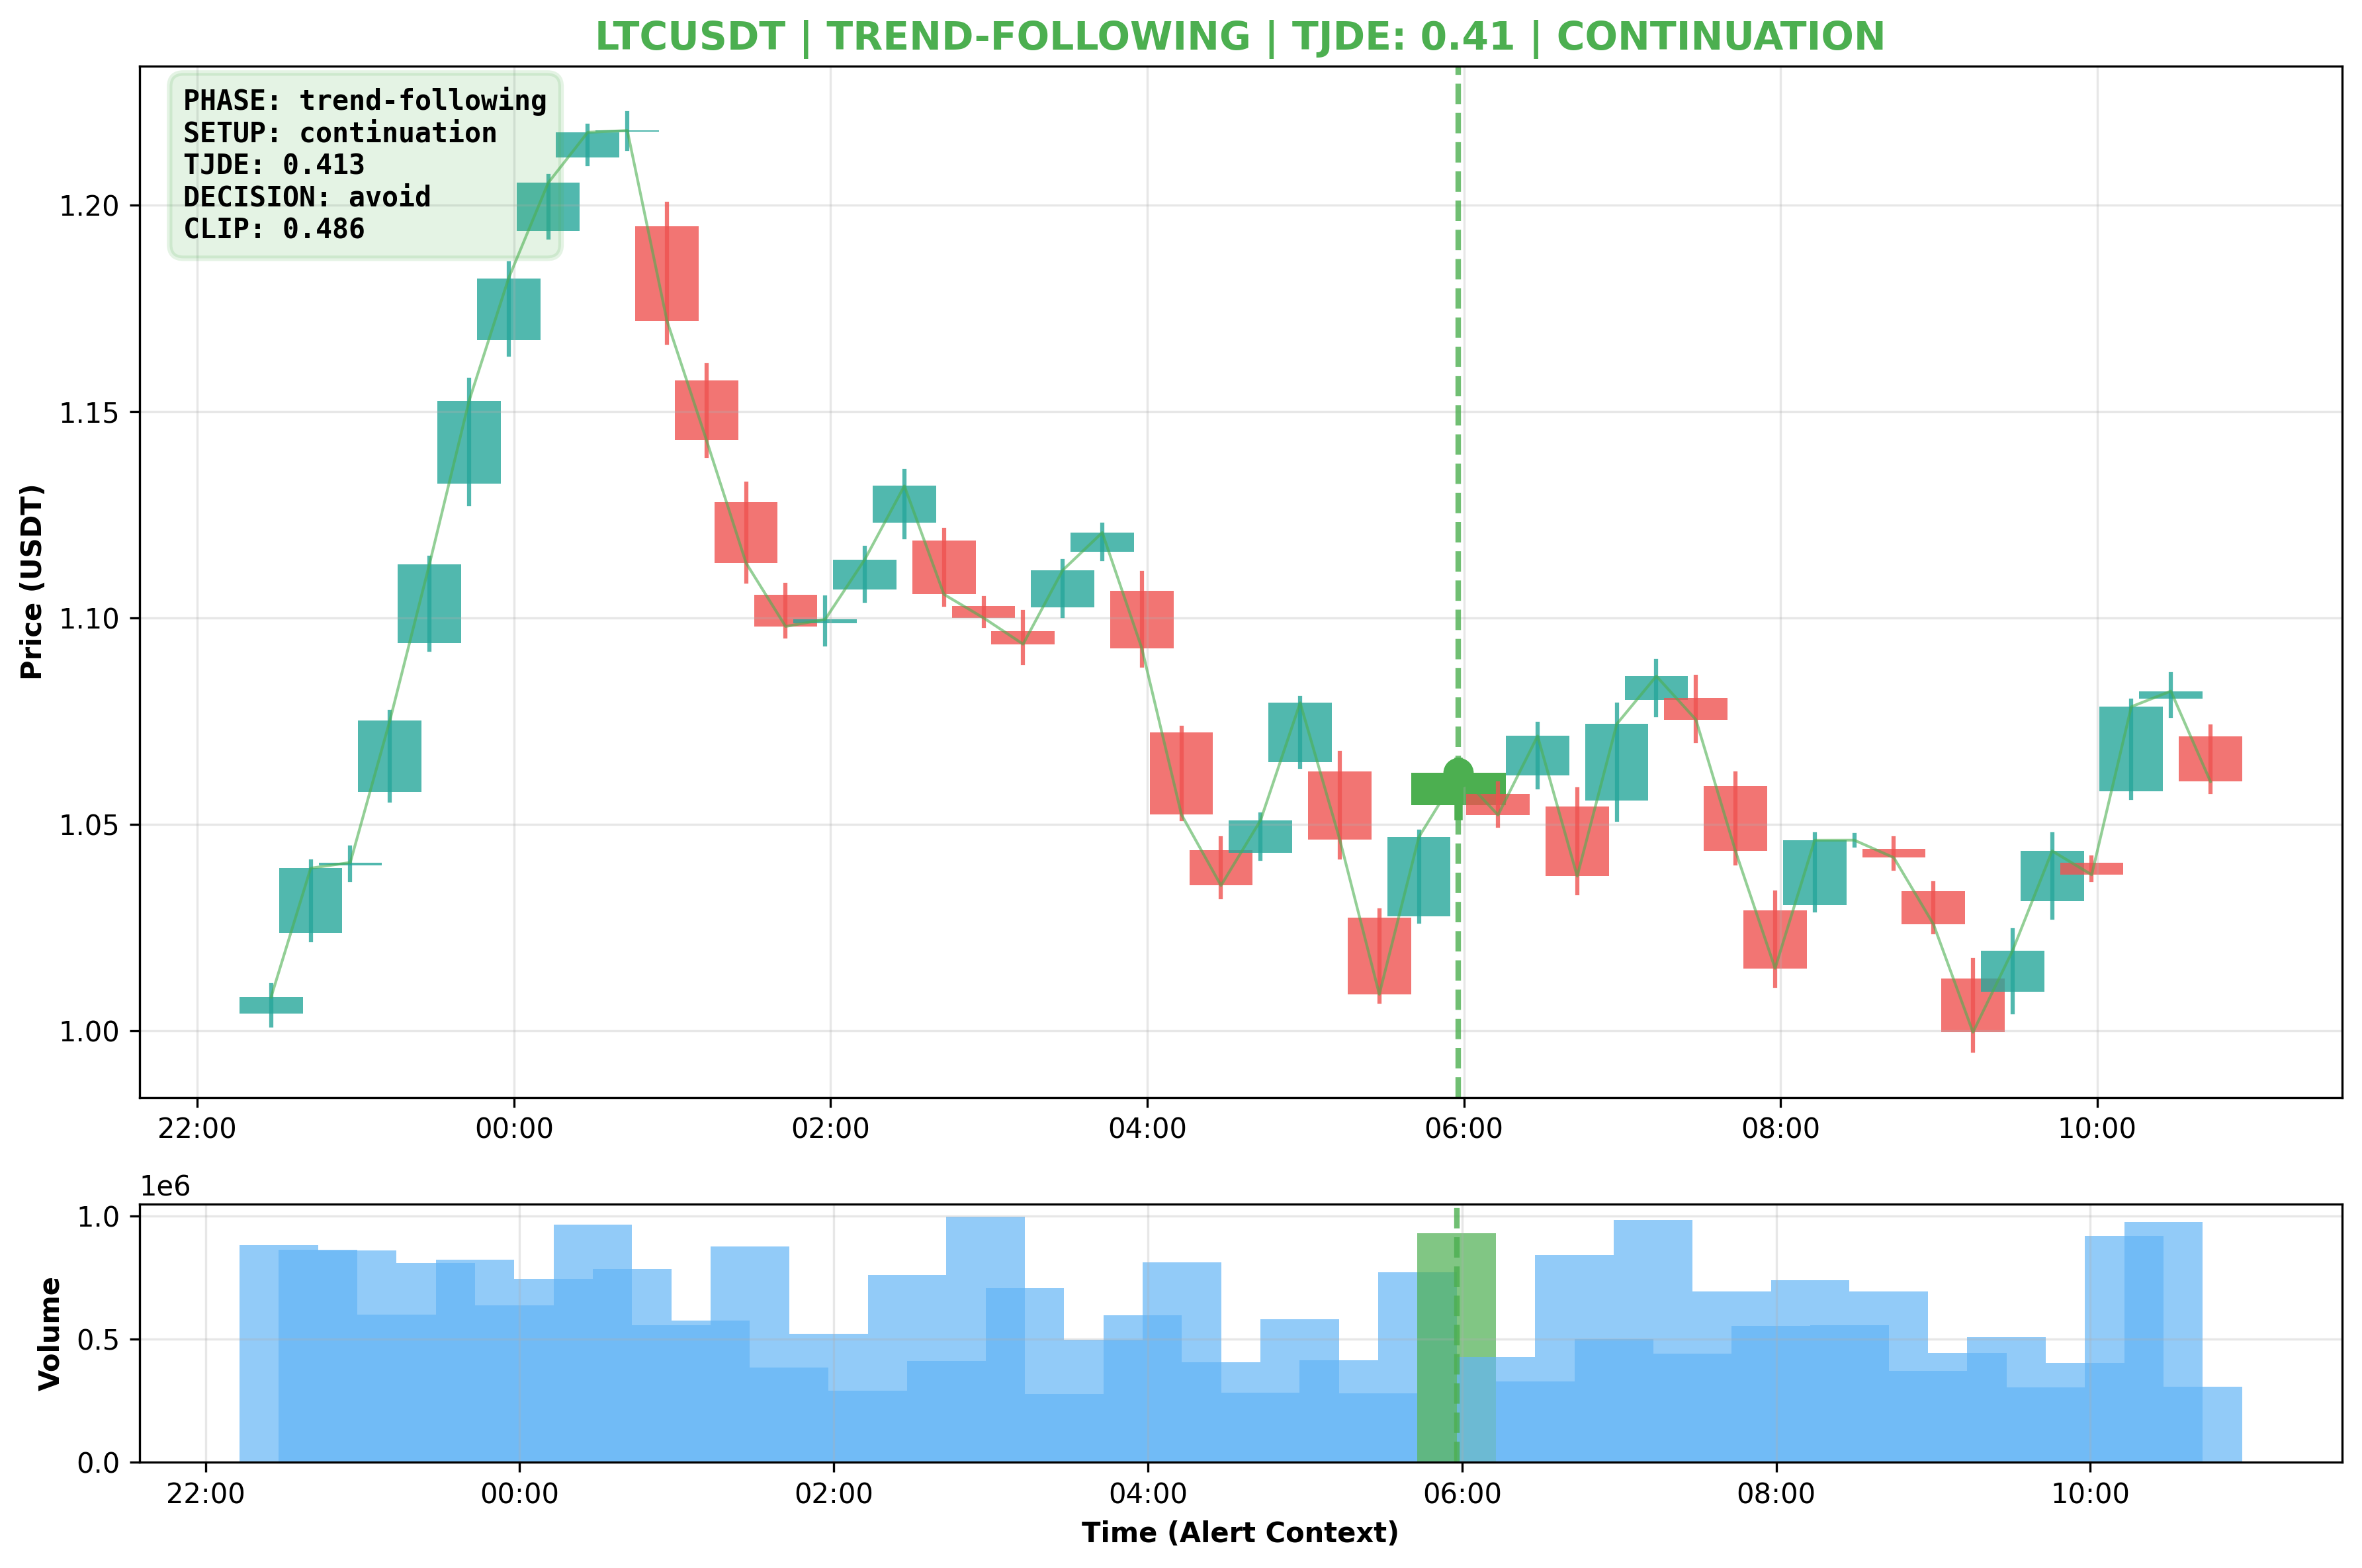 LTCUSDT | TREND-FOLLOWING | TJDE: 0.41 | CONTINUATION
PHASE: trend-following
SETUP: continuation
TJDE: 0.413
DECISION: avoid
CLIP: 0.486
Price (USDT)
1.20
1.15
1.10
1.05
1.00
22:00 00:00 02:00 04:00 06:00 08:00 10:00
1e6
Volume
1.0
0.5
0.0
22:00 00:00 02:00 04:00 06:00 08:00 10:00
Time (Alert Context)